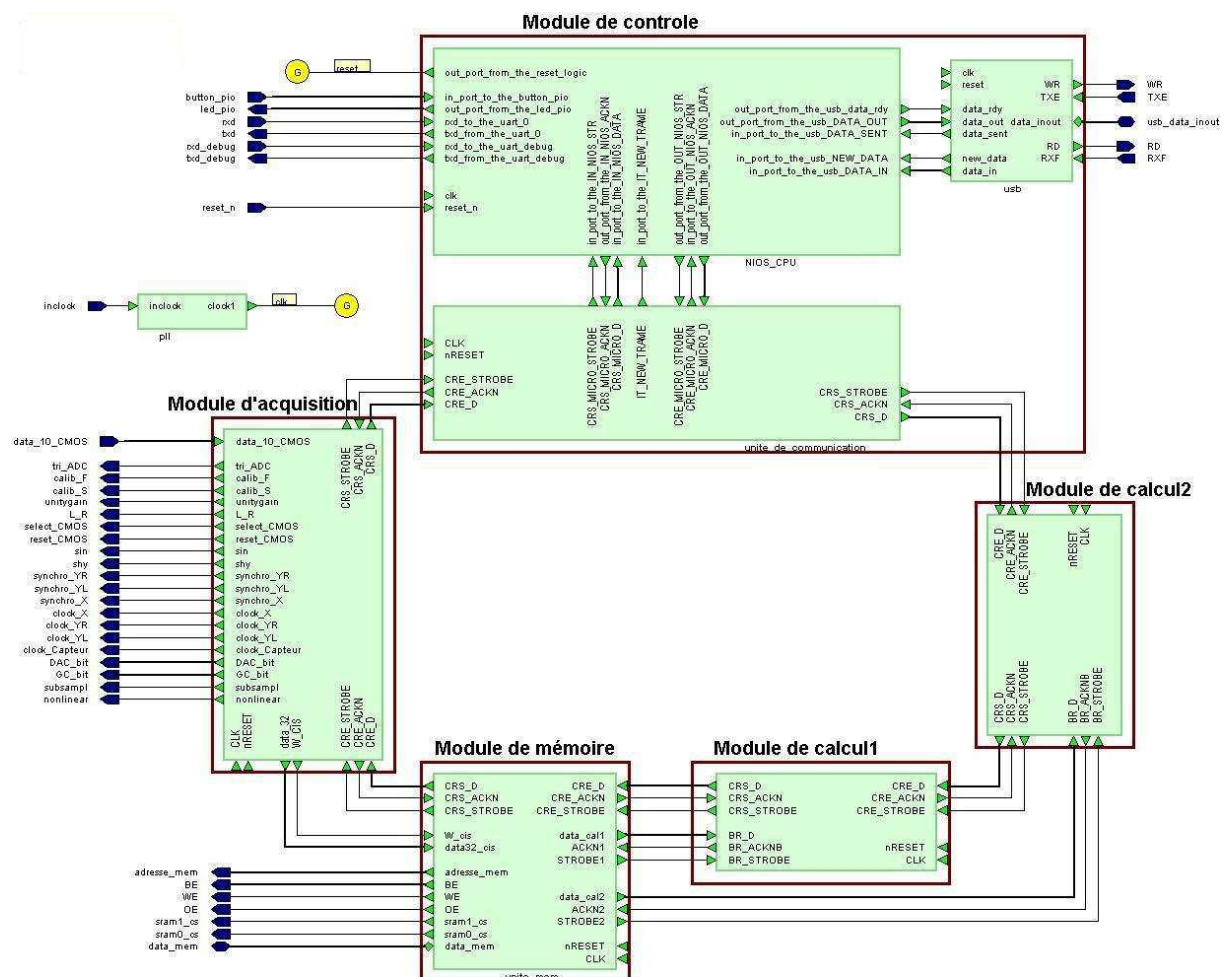 Module de controle
reset
G
out_port_from_the_reset_logic
button_pio
in_port_to_the_button_pio
led_pio
out_port_from_the_led_pio
rxd
rxd_to_the_uart_0
txd
txd_from_the_uart_0
rxd_debug
rxd_to_the_uart_debug
txd_debug
txd_from_the_uart_debug
clk
reset_n
reset_n
in_port_to_the_IN_NIOS_STR
out_port_from_the_IN_NIOS_ACKN
in_port_to_the_IN_NIOS_DATA
in_port_to_the_IT_NEW_TRAME
out_port_from_the_OUT_NIOS_STR
in_port_to_the_OUT_NIOS_ACKN
out_port_from_the_OUT_NIOS_DATA
out_port_from_the_usb_data_rdy
out_port_from_the_usb_DATA_OUT
in_port_to_the_usb_DATA_SENT
in_port_to_the_usb_NEW_DATA
in_port_to_the_usb_DATA_IN
NIOS_CPU
clk
reset
data_rdy
data_out
data_sent
new_data
data_in
WR
TXE
data_inout
RD
RXF
usb
WR
TXE
usb_data_inout
RD
RXF
inclock
inclock
clock1
clk
G
pll
CLK
nRESET
CRE_STROBE
CRE_ACKN
CRE_D
CRS_MICRO_STROBE
CRS_MICRO_ACKN
CRS_MICRO_D
IT_NEW_TRAME
CRE_MICRO_STROBE
CRE_MICRO_ACKN
CRE_MICRO_D
CRS_STROBE
CRS_ACKN
CRS_D
unite_de_communication
Module d'acquisition
data_10_CMOS
data_10_CMOS
CRS_STROBE
CRS_ACKN
CRS_D
tri_ADC
tri_ADC
calib_F
calib_F
calib_S
calib_S
unitygain
unitygain
L_R
L_R
select_CMOS
select_CMOS
reset_CMOS
reset_CMOS
sin
sin
shy
shy
synchro_YR
synchro_YR
synchro_YL
synchro_YL
synchro_X
synchro_X
clock_X
clock_X
clock_YR
clock_YR
clock_YL
clock_YL
clock_Capteur
clock_Capteur
DAC_bit
DAC_bit
GC_bit
GC_bit
subsampl
subsampl
nonlinear
nonlinear
CLK
nRESET
data_32
W_CIS
CRE_STROBE
CRE_ACKN
CRE_D
Module de calcul2
CRE_D
CRE_ACKN
CRE_STROBE
nRESET
CLK
CRS_D
CRS_ACKN
CRS_STROBE
BR_D
BR_ACKNB
BR_STROBE
Module de mémoire
CRS_D
CRS_ACKN
CRS_STROBE
W_cis
data32_cis
adresse_mem
adresse_mem
BE
BE
WE
WE
OE
OE
sram1_cs
sram1_cs
sram0_cs
sram0_cs
data_mem
data_mem
CRE_D
CRE_ACKN
CRE_STROBE
data_cal1
ACKN1
STROBE1
data_cal2
ACKN2
STROBE2
nRESET
CLK
unite_mem
Module de calcul1
CRS_D
CRS_ACKN
CRS_STROBE
BR_D
BR_ACKNB
BR_STROBE
CRE_D
CRE_ACKN
CRE_STROBE
nRESET
CLK